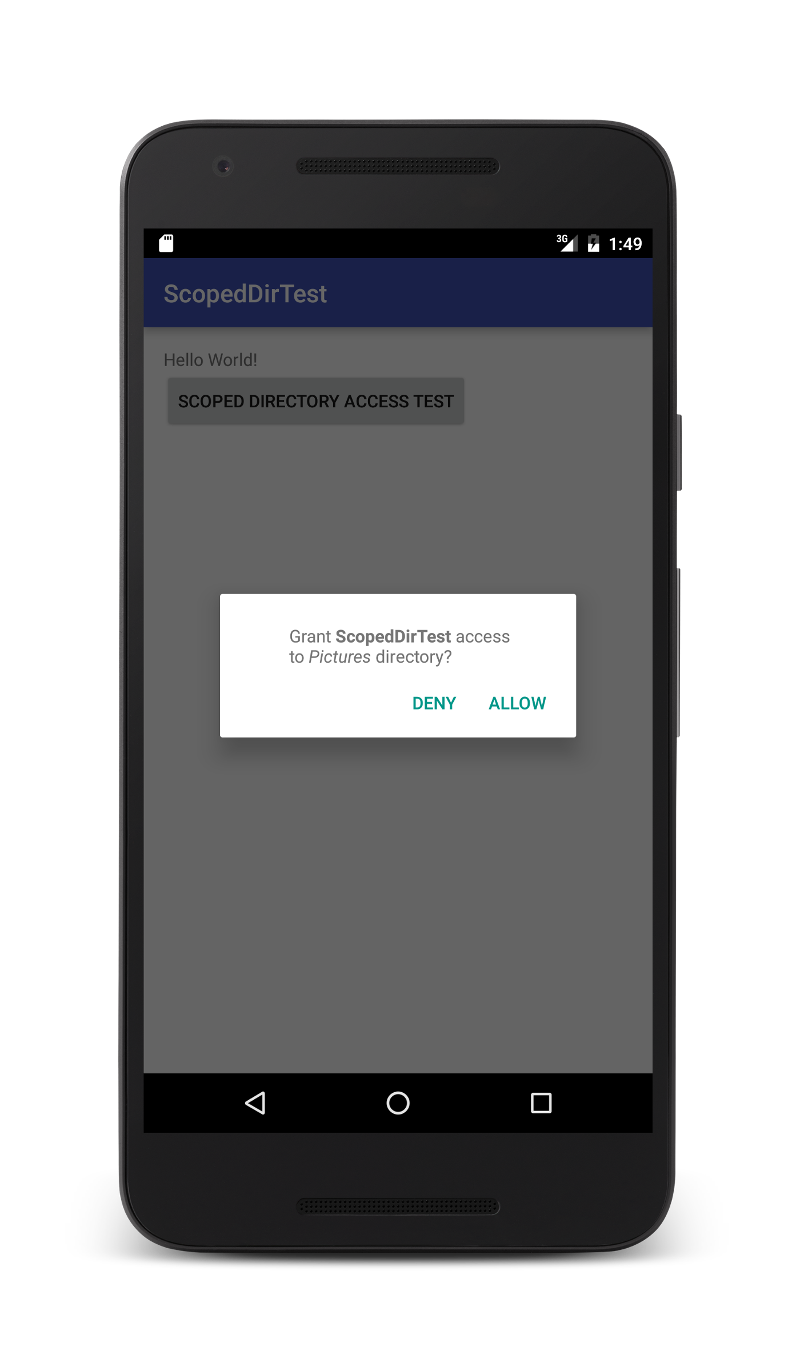 3G 1:49
ScopedDirTest
Hello World!
SCOPED DIRECTORY ACCESS TEST
Grant ScopedDirTest access
to Pictures directory?
DENY ALLOW